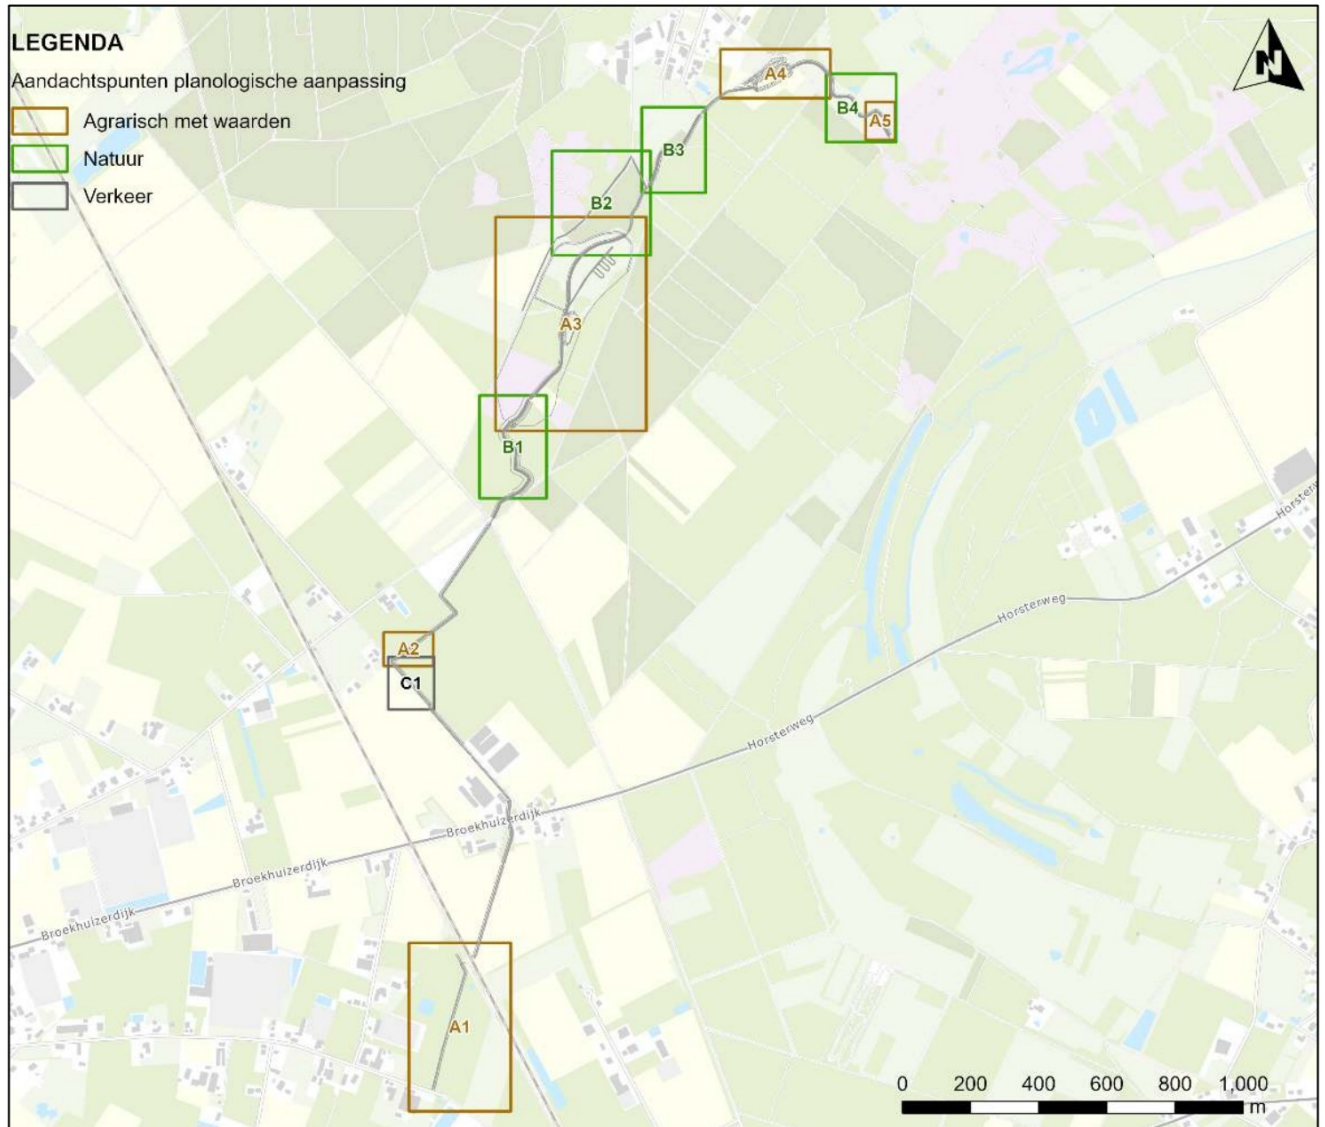 LEGENDA
Aandachtspunten planologische aanpassing
Agrarisch met waarden
Natuur
Verkeer
N
A4
B4
A5
B3
B2
A3
B1
Horsterweg
Horsterweg
A2
C1
Horsterweg
Broekhuizerdijk
Broekhuizerdijk
Broekhuizerdijk
A1
0 200 400 600 800 1.000
m